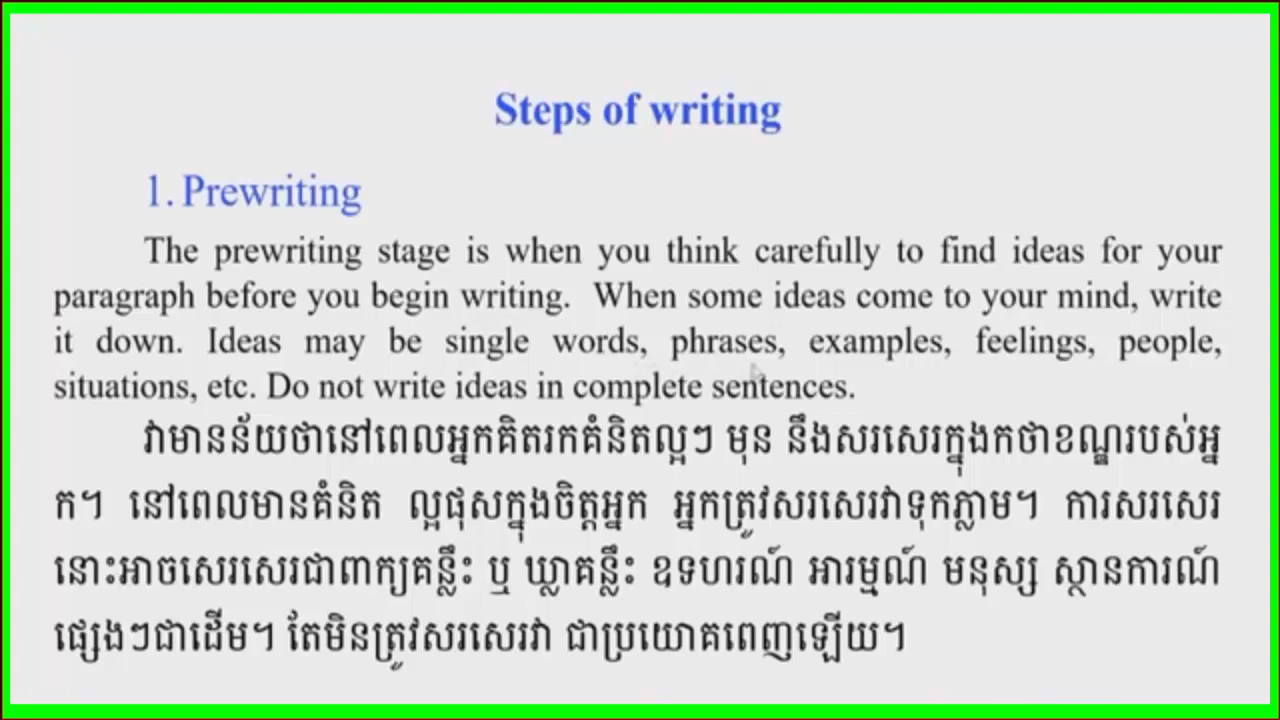 Steps of writing
1. Prewriting
The prewriting stage is when you think carefully to find ideas for your
paragraph before you begin writing.  When some ideas come to your mind, write
it down. Ideas may be single words, phrases, examples, feelings, people,
situations, etc. Do not write ideas in complete sentences.
វាមានន័យថានៅពេលអ្នកគិតរកគំនិតល្អៗ មុន នឹងសរសេរក្នុងកថាខណ្ឌរបស់អ្ន
ក។ នៅពេលមានគំនិត ល្អផុសក្នុងចិត្តអ្នក អ្នកត្រូវសរសេរវាទុកភ្លាម។ ការសរសេរ
នោះអាចសេរសេរជាពាក្យគន្លឹះ ឬ ឃ្លាគន្លឹះ ឧទហរណ៍ អារម្មណ៍ មនុស្ស ស្ថានការណ៍
ផ្សេងៗជាដើម។ តែមិនត្រូវសរសេរវា ជាប្រយោគពេញឡើយ។